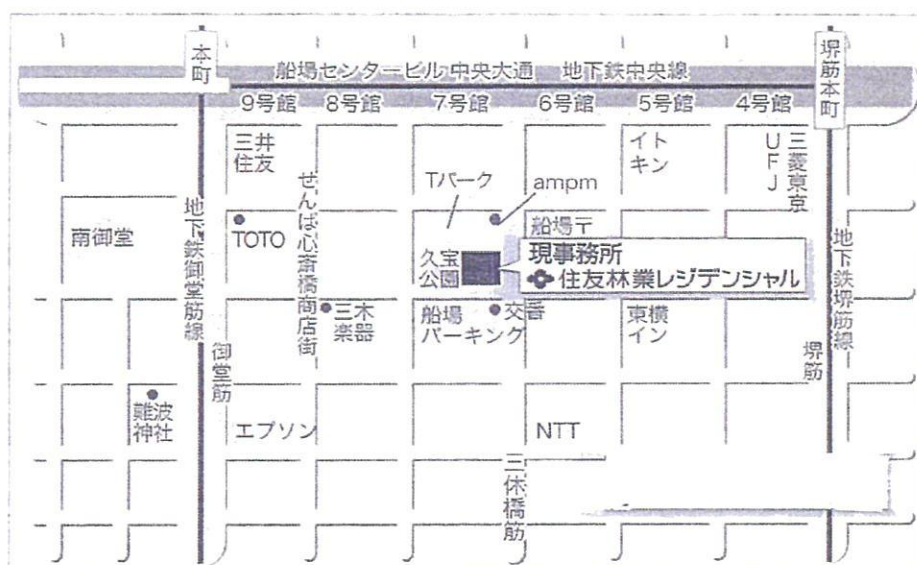 本町
堺筋本町
船場センタービル 中央大通 地下鉄中央線
9号館
8号館
7号館
6号館
5号館
4号館
三井
住友
イト
キン
三菱東京
UFJ
Tパーク
ampm
せんば心斎橋商店街
地下鉄御堂筋線
南御堂
TOTO
船場〒
久宝
公園
現事務所
住友林業レジデンシャル
地下鉄堺筋線
三木
楽器
船場
パーキング
交番
東横
イン
御堂筋
堺筋
難波
神社
エプソン
NTT
三休橋筋